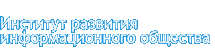 Институт развития
информационного общества